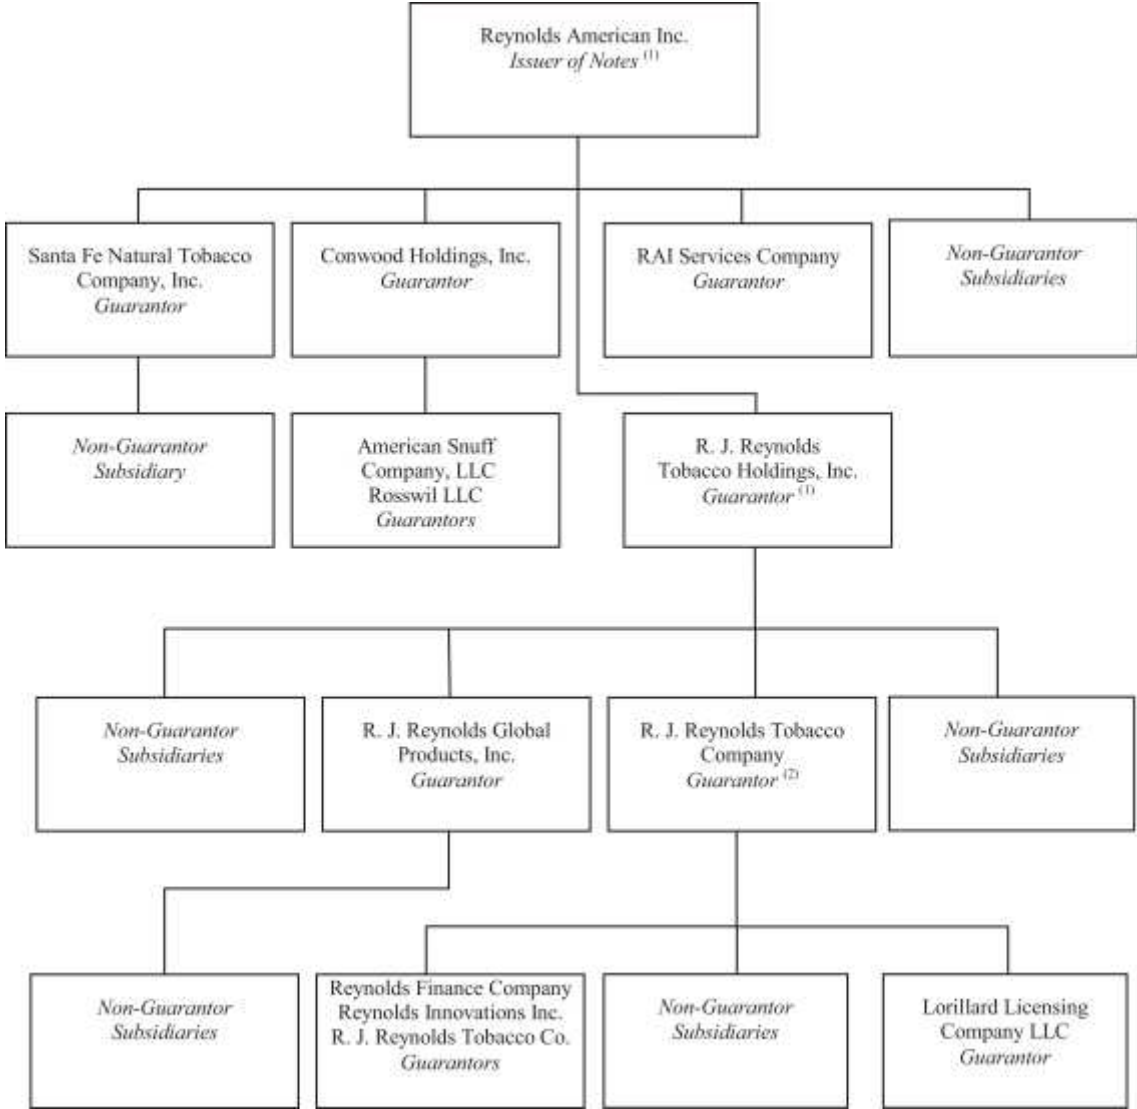 Reynolds American Inc.
Issuer of Notes (1)
Santa Fe Natural Tobacco
Company, Inc.
Guarantor
Conwood Holdings, Inc.
Guarantor
RAI Services Company
Guarantor
Non-Guarantor
Subsidiaries
Non-Guarantor
Subsidiary
American Snuff
Company, LLC
Rosswil LLC
Guarantors
R. J. Reynolds
Tobacco Holdings, Inc.
Guarantor (1)
Non-Guarantor
Subsidiaries
R. J. Reynolds Global
Products, Inc.
Guarantor
R. J. Reynolds Tobacco
Company
Guarantor (2)
Non-Guarantor
Subsidiaries
Non-Guarantor
Subsidiaries
Reynolds Finance Company
Reynolds Innovations Inc.
R. J. Reynolds Tobacco Co.
Guarantors
Non-Guarantor
Subsidiaries
Lorillard Licensing
Company LLC
Guarantor